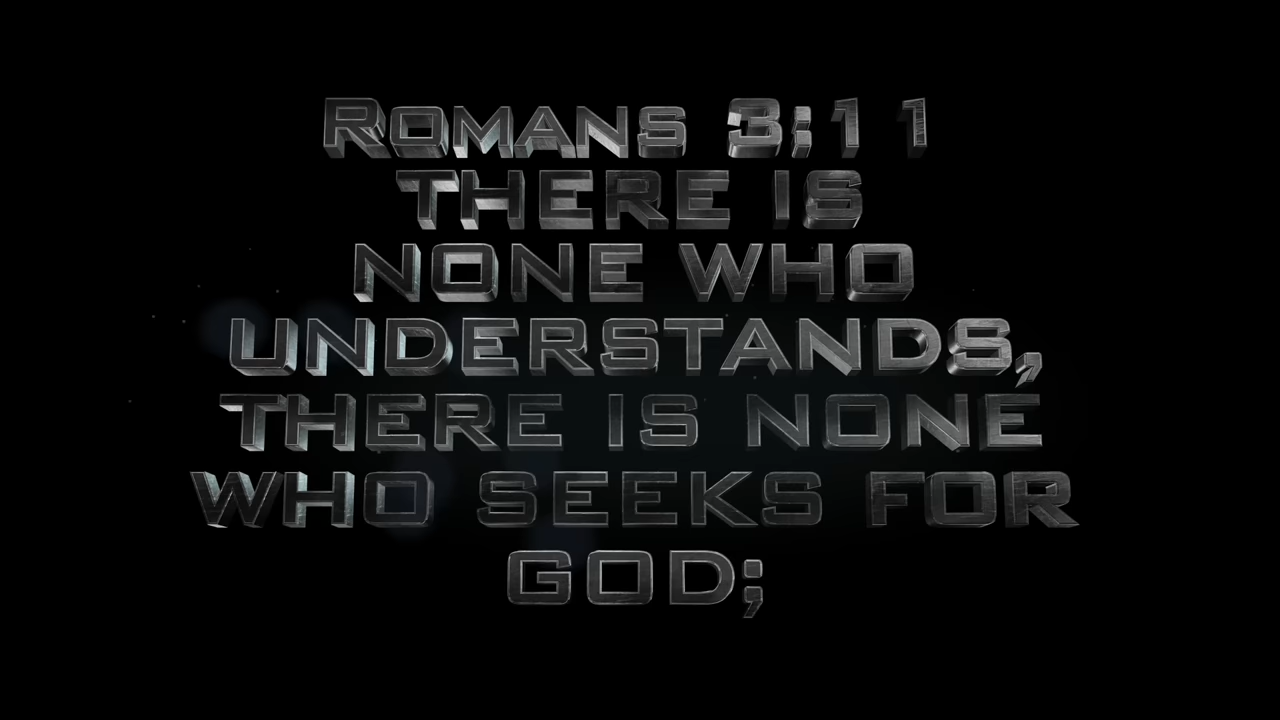 Romans 3:11
THERE IS
NONE WHO
UNDERSTANDS,
THERE IS NONE
WHO SEEKS FOR
GOD;